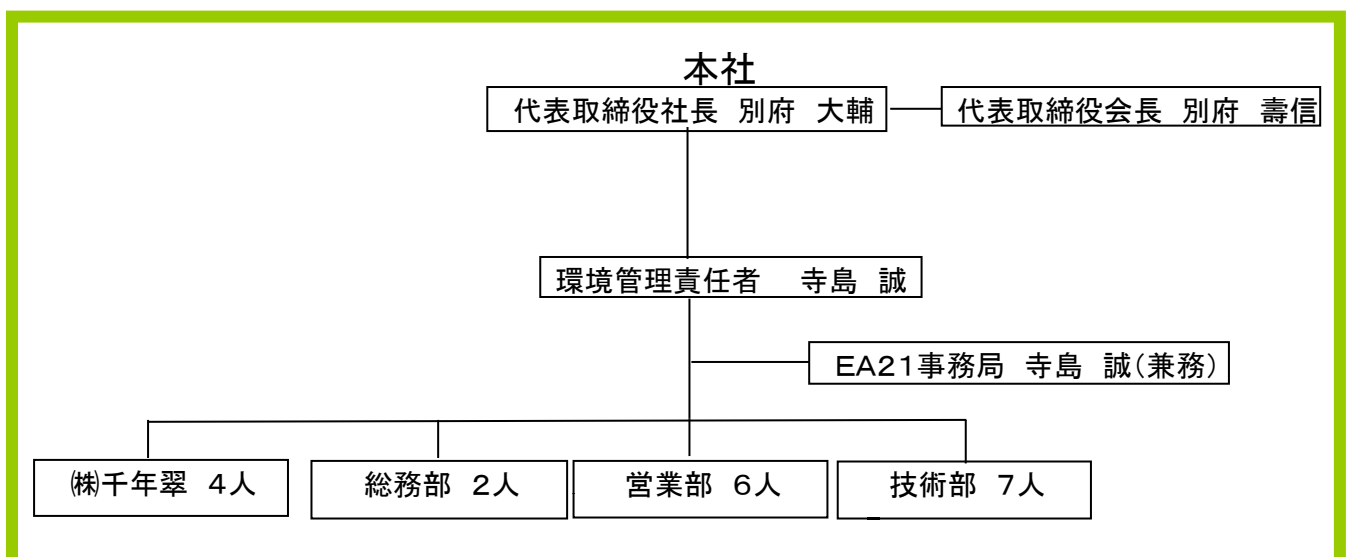 本社
代表取締役社長 別府 大輔
代表取締役会長 別府 壽信
環境管理責任者 寺島 誠
EA21事務局 寺島 誠(兼務)
㈱千年翠 4人
総務部 2人
営業部 6人
技術部 7人